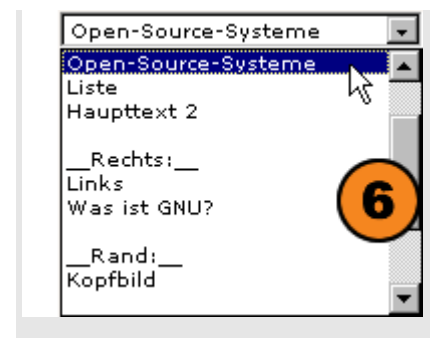 Open-Source-Systeme
Open-Source-Systeme
Liste
Haupttext 2
__Rechts:__
Links
Was ist GNU?
6
__Rand:__
Kopfbild